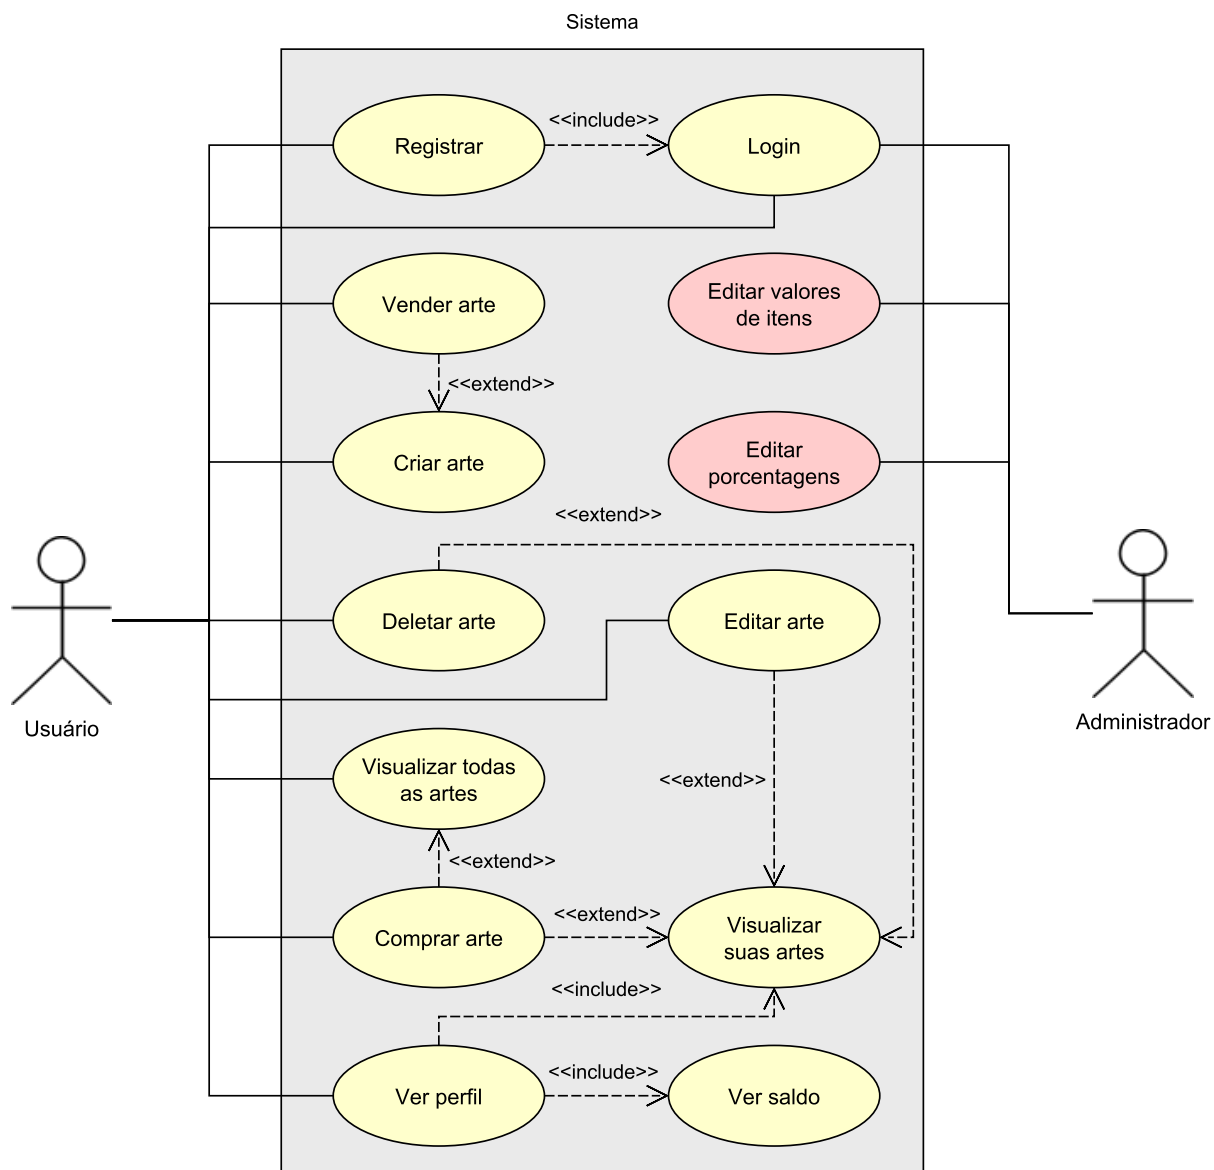 Sistema
<<include>>
Registrar
Login
Vender arte
Editar valores
de itens
<<extend>>
Criar arte
Editar
porcentagens
<<extend>>
Deletar arte
Editar arte
Usuário
Administrador
Visualizar todas
as artes
<<extend>>
<<extend>>
Comprar arte
<<extend>>
Visualizar
suas artes
<<include>>
Ver perfil
<<include>>
Ver saldo